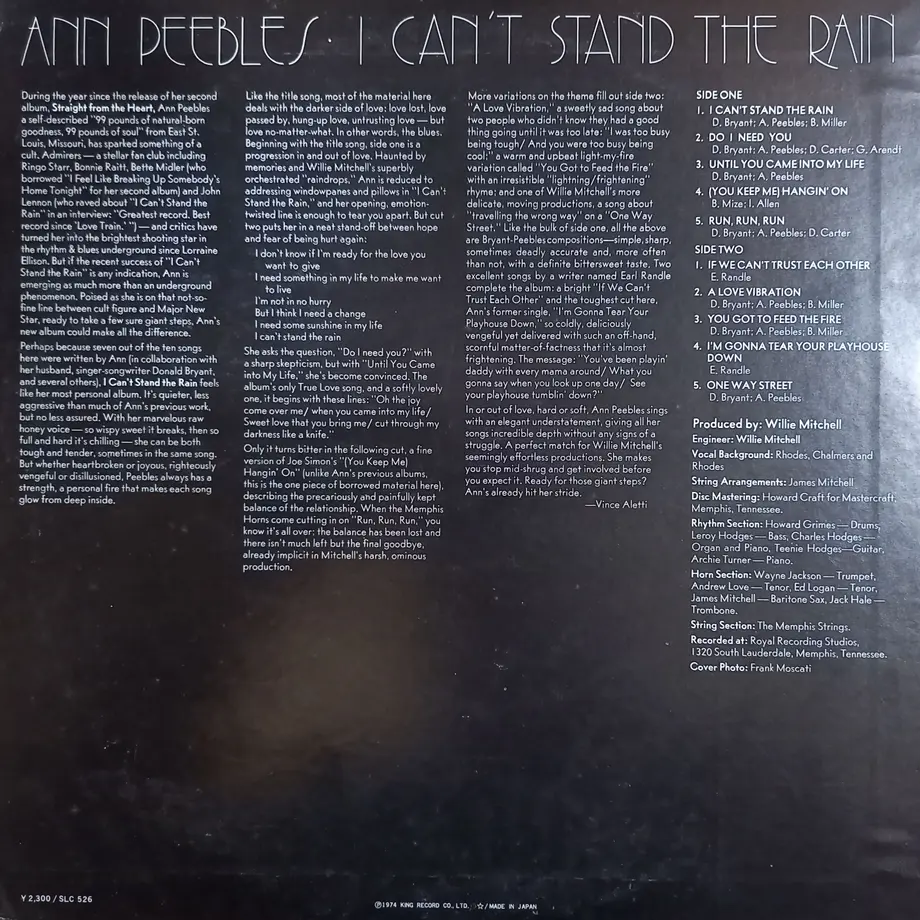 ANN PEEBLES · I CAN'T STAND THE RAIN
During the year since the release of her second
album, Straight from the Heart, Ann Peebles
a self-described "99 pounds of natural-born
goodness, 99 pounds of soul" from East St.
Louis, Missouri, has sparked something of a
cult. Admirers — a stellar fan club including
Ringo Starr, Bonnie Raitt, Bette Midler (who
borrowed "I Feel Like Breaking Up Somebody's
Home Tonight" for her second album) and John
Lennon (who raved about "I Can't Stand the
Rain" in an interview: "Greatest record. Best
record since 'Love Train.' ") — and critics have
turned her into the brightest shooting star in
the rhythm & blues underground since Lorraine
Ellison. But if the recent success of "I Can't
Stand the Rain" is any indication, Ann is
emerging as much more than an underground
phenomenon. Poised as she is on that not-so-
fine line between cult figure and Major New
Star, ready to take a few sure giant steps, Ann's
new album could make all the difference.
Perhaps because seven out of the ten songs
here were written by Ann (in collaboration with
her husband, singer-songwriter Donald Bryant,
and several others), I Can't Stand the Rain feels
like her most personal album. It's quieter, less
aggressive than much of Ann's previous work,
but no less assured. With her marvelous raw
honey voice — so wispy sweet it breaks, then so
full and hard it's chilling — she can be both
tough and tender, sometimes in the same song.
But whether heartbroken or joyous, righteously
vengeful or disillusioned, Peebles always has a
strength, a personal fire that makes each song
glow from deep inside.
Like the title song, most of the material here
deals with the darker side of love: love lost, love
passed by, hung-up love, untrusting love — but
love no-matter-what. In other words, the blues.
Beginning with the title song, side one is a
progression in and out of love. Haunted by
memories and Willie Mitchell's superbly
orchestrated "raindrops," Ann is reduced to
addressing windowpanes and pillows in "I Can't
Stand the Rain," and her opening, emotion-
twisted line is enough to tear you apart. But cut
two puts her in a neat stand-off between hope
and fear of being hurt again:
I don't know if I'm ready for the love you
want to give
I need something in my life to make me want
to live
I'm not in no hurry
But I think I need a change
I need some sunshine in my life
I can't stand the rain
She asks the question, "Do I need you?" with
a sharp skepticism, but with "Until You Came
into My Life," she's become convinced. The
album's only True Love song, and a softly lovely
one, it begins with these lines: "Oh the joy
come over me/ when you came into my life/
Sweet love that you bring me/ cut through my
darkness like a knife."
Only it turns bitter in the following cut, a fine
version of Joe Simon's "(You Keep Me)
Hangin' On" (unlike Ann's previous albums,
this is the one piece of borrowed material here),
describing the precariously and painfully kept
balance of the relationship. When the Memphis
Horns come cutting in on "Run, Run, Run," you
know it's all over: the balance has been lost and
there isn't much left but the final goodbye,
already implicit in Mitchell's harsh, ominous
production.
More variations on the theme fill out side two:
"A Love Vibration," a sweetly sad song about
two people who didn't know they had a good
thing going until it was too late: "I was too busy
being tough/ And you were too busy being
cool;" a warm and upbeat light-my-fire
variation called "You Got to Feed the Fire"
with an irresistible "lightning/frightening"
rhyme; and one of Willie Mitchell's more
delicate, moving productions, a song about
"travelling the wrong way" on a "One Way
Street." Like the bulk of side one, all the above
are Bryant-Peebles compositions—simple, sharp,
sometimes deadly accurate and, more often
than not, with a definite bittersweet taste. Two
excellent songs by a writer named Earl Randle
complete the album: a bright "If We Can't
Trust Each Other" and the toughest cut here,
Ann's former single, "I'm Gonna Tear Your
Playhouse Down," so coldly, deliciously
vengeful yet delivered with such an off-hand,
scornful matter-of-factness that it's almost
frightening. The message: "You've been playin'
daddy with every mama around/ What you
gonna say when you look up one day/ See
your playhouse tumblin' down?"
In or out of love, hard or soft, Ann Peebles sings
with an elegant understatement, giving all her
songs incredible depth without any signs of a
struggle. A perfect match for Willie Mitchell's
seemingly effortless productions. She makes
you stop mid-shrug and get involved before
you expect it. Ready for those giant steps?
Ann's already hit her stride.
—Vince Aletti
SIDE ONE
1. I CAN'T STAND THE RAIN
D. Bryant; A. Peebles; B. Miller
2. DO I NEED YOU
D. Bryant; A. Peebles; D. Carter; G. Arendt
3. UNTIL YOU CAME INTO MY LIFE
D. Bryant; A. Peebles
4. (YOU KEEP ME) HANGIN' ON
B. Mize; I. Allen
5. RUN, RUN, RUN
D. Bryant; A. Peebles; D. Carter
SIDE TWO
1. IF WE CAN'T TRUST EACH OTHER
E. Randle
2. A LOVE VIBRATION
D. Bryant; A. Peebles; B. Miller
3. YOU GOT TO FEED THE FIRE
D. Bryant; A. Peebles; B. Miller
4. I'M GONNA TEAR YOUR PLAYHOUSE
DOWN
E. Randle
5. ONE WAY STREET
D. Bryant; A. Peebles
Produced by: Willie Mitchell
Engineer: Willie Mitchell
Vocal Background: Rhodes, Chalmers and
Rhodes
String Arrangements: James Mitchell
Disc Mastering: Howard Craft for Mastercraft,
Memphis, Tennessee.
Rhythm Section: Howard Grimes — Drums,
Leroy Hodges — Bass, Charles Hodges —
Organ and Piano, Teenie Hodges—Guitar,
Archie Turner — Piano.
Horn Section: Wayne Jackson — Trumpet,
Andrew Love — Tenor, Ed Logan — Tenor,
James Mitchell — Baritone Sax, Jack Hale —
Trombone.
String Section: The Memphis Strings.
Recorded at: Royal Recording Studios,
1320 South Lauderdale, Memphis, Tennessee.
Cover Photo: Frank Moscati
Y 2,300 / SLC 526
℗1974 KING RECORD CO., LTD. ☆/ MADE IN JAPAN